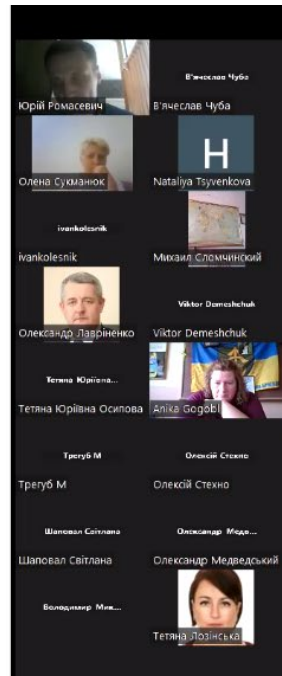 Юрій Ромасевич
В'ячеслав Чуба
В'ячеслав Чуба
Олена Сукманюк
H
Nataliya Tsyvenkova
ivankolesnik
ivankolesnik
Михаил Сломчинский
Олександр Лавріненко
Viktor Demeshchuk
Viktor Demeshchuk
Тетяна Юріївна...
Тетяна Юріївна Осипова
Anika Gogobl
Трегуб М
Трегуб М
Олексій Стехно
Олексій Стехно
Шаповал Світлана
Шаповал Світлана
Олександр Медв...
Олександр Медведський
Володимир Мик...
Тетяна Лозінська